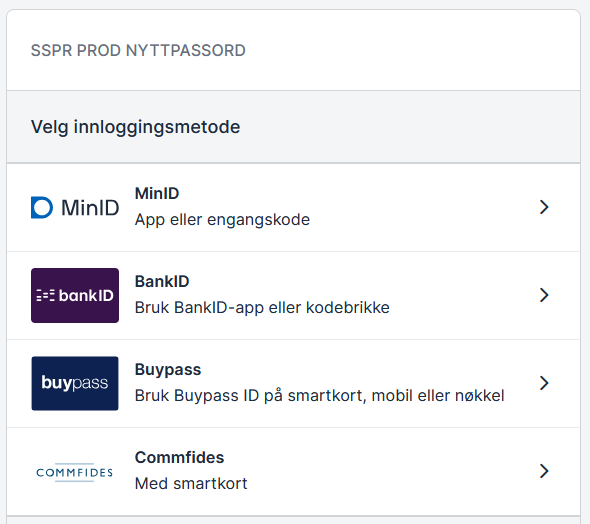 SSPR PROD NYTTPASSORD
Velg innloggingsmetode
MinID
MinID
App eller engangskode
bankID
BankID
Bruk BankID-app eller kodebrikke
buypass
Buypass
Bruk Buypass ID på smartkort, mobil eller nøkkel
COMMFIDES
Commfides
Med smartkort